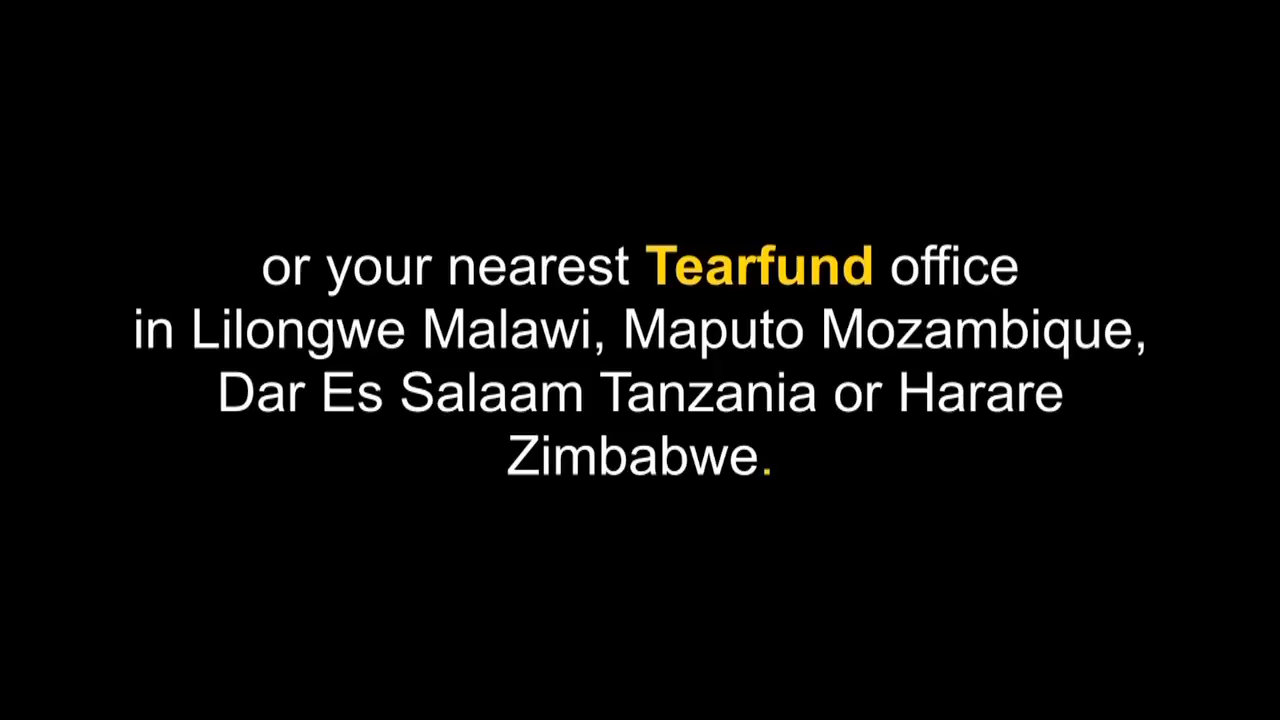 or your nearest Tearfund office
in Lilongwe Malawi, Maputo Mozambique,
Dar Es Salaam Tanzania or Harare
Zimbabwe.